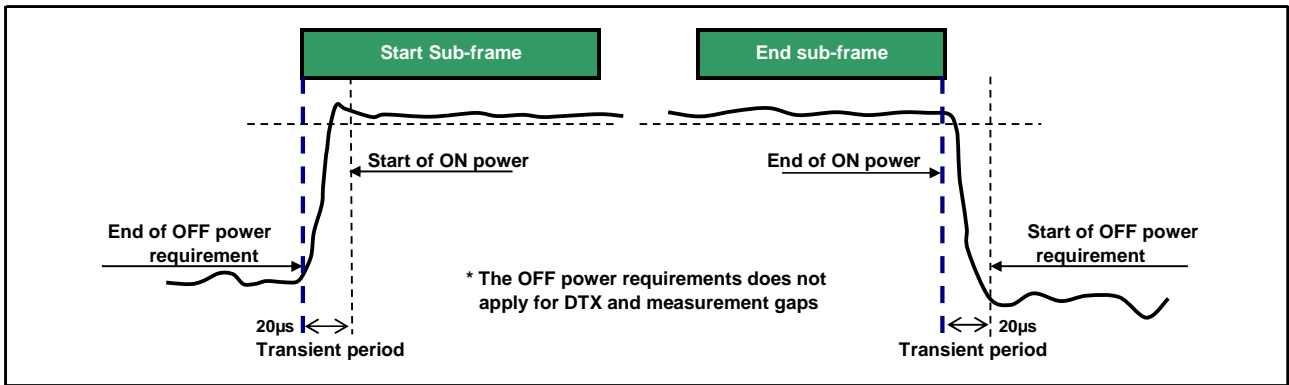 Start Sub-frame
End sub-frame
Start of ON power
End of ON power
End of OFF power
requirement
Start of OFF power
requirement
* The OFF power requirements does not
apply for DTX and measurement gaps
20µs
20µs
Transient period
Transient period